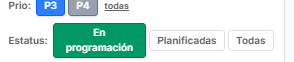 Prio: P3 P4 todas
Estatus: En programación Planificadas Todas